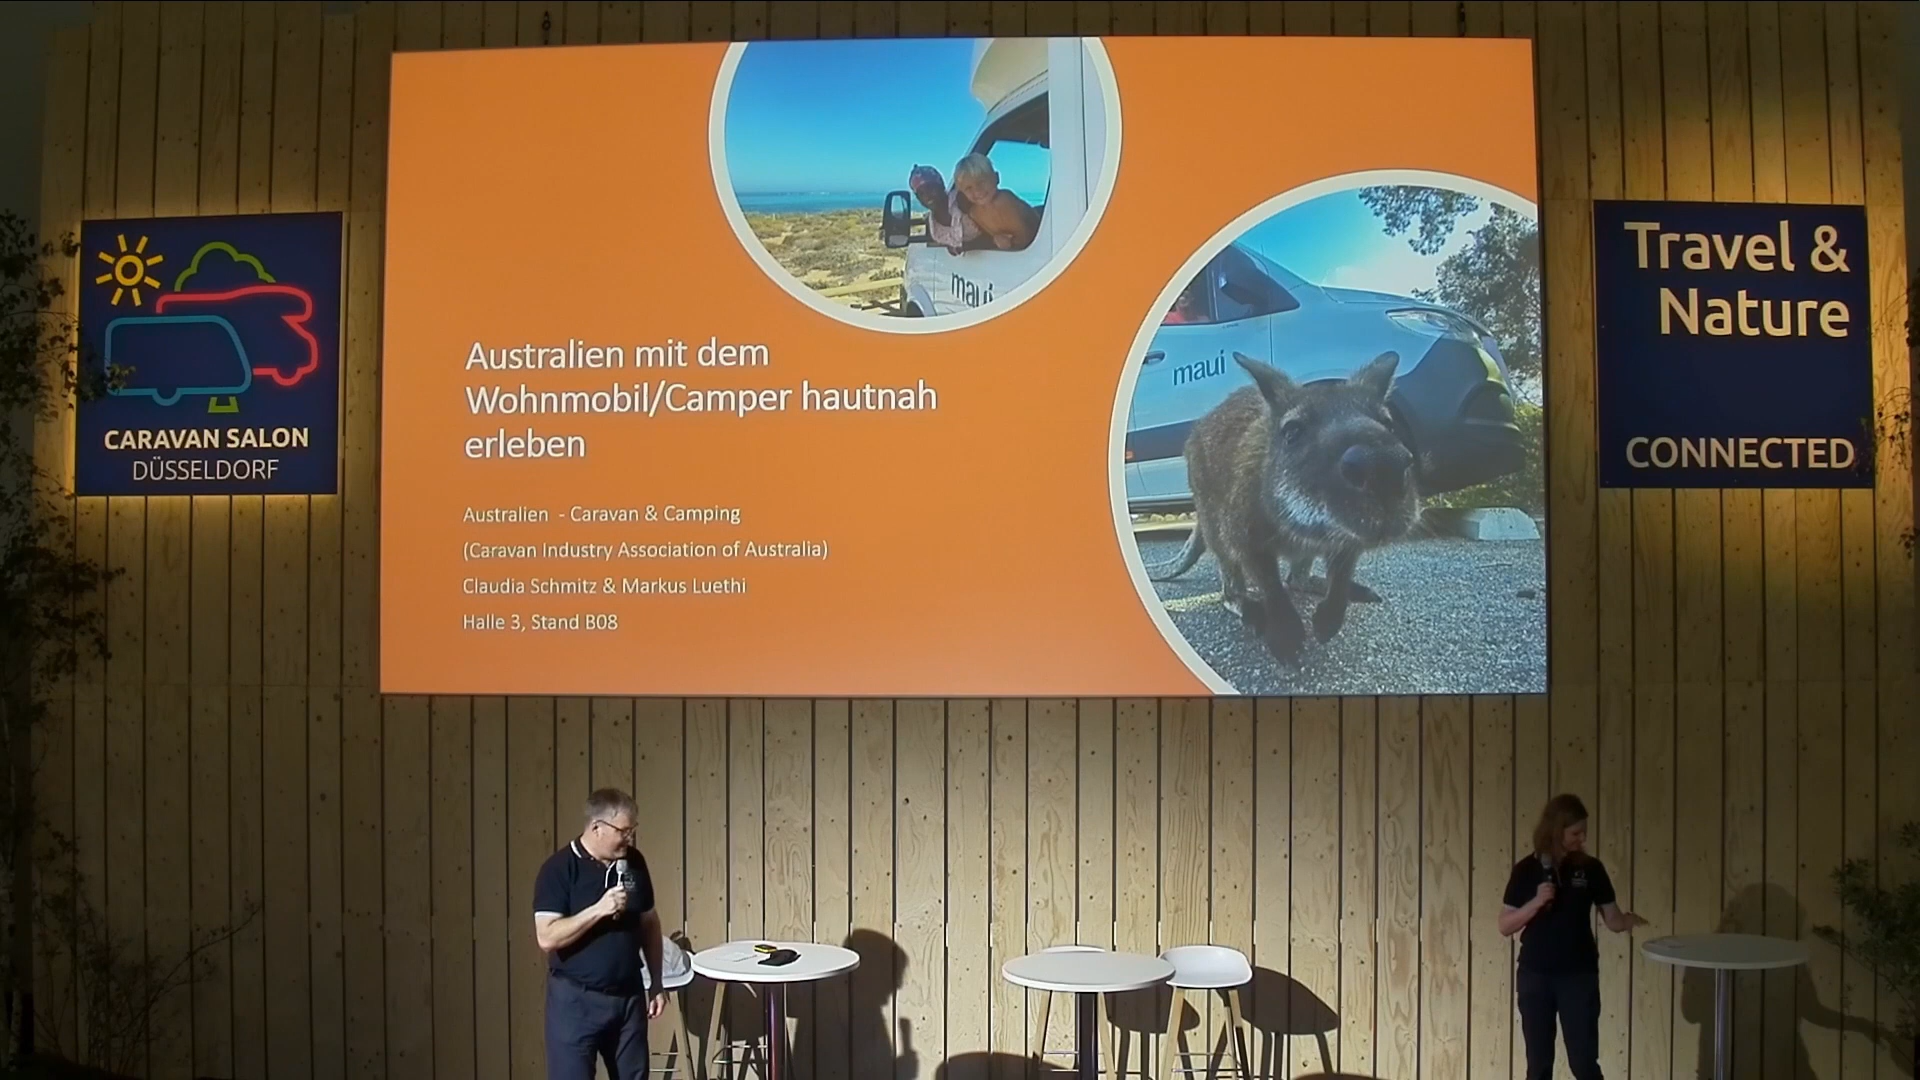 CARAVAN SALON
DÜSSELDORF
maui
maui
Australien mit dem
Wohnmobil/Camper hautnah
erleben
Australien - Caravan & Camping
(Caravan Industry Association of Australia)
Claudia Schmitz & Markus Luethi
Halle 3, Stand B08
Travel &
Nature
CONNECTED